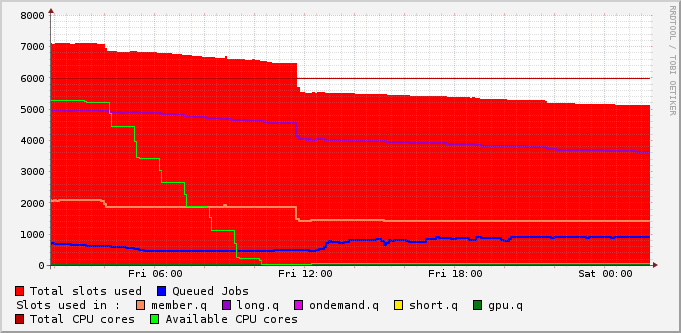 RRDTOOL / TOBI OETIKER
8000
7000
6000
5000
4000
3000
2000
1000
0
Fri 06:00 Fri 12:00 Fri 18:00 Sat 00:00
Total slots used Queued Jobs
Slots used in : member.q long.q ondemand.q short.q gpu.q
Total CPU cores Available CPU cores